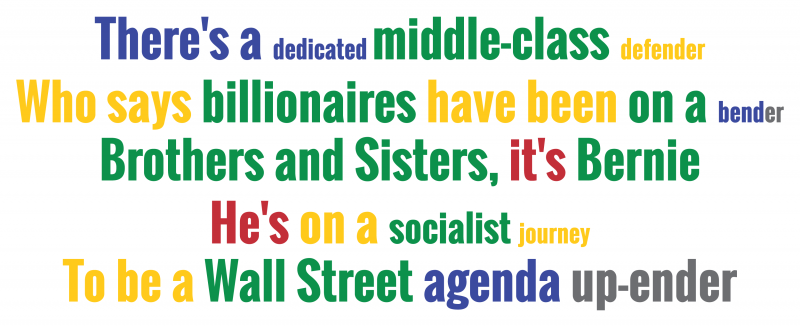 There's a dedicated middle-class defender
Who says billionaires have been on a bender
Brothers and Sisters, it's Bernie
He's on a socialist journey
To be a Wall Street agenda up-ender